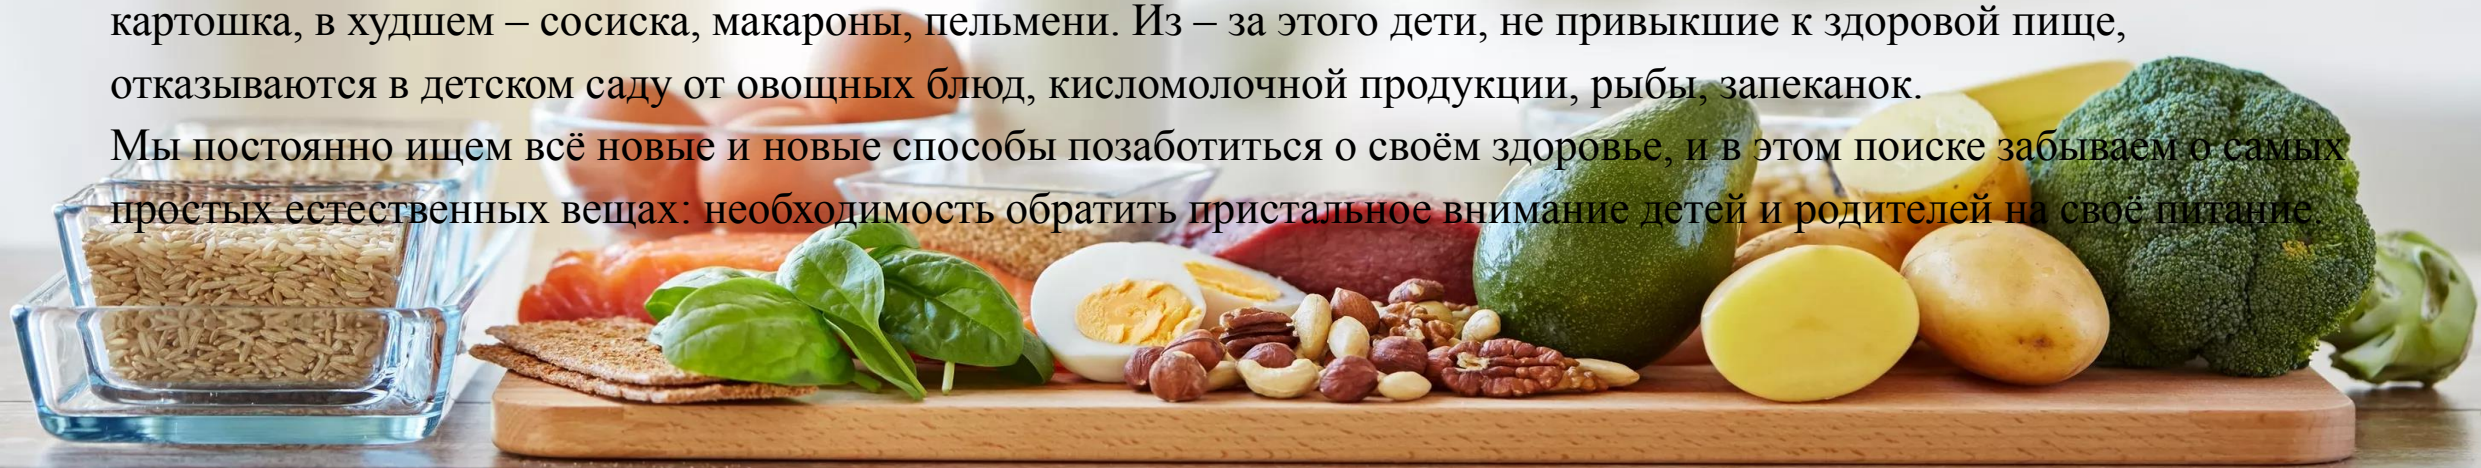 картошка, в худшем – сосиска, макароны, пельмени. Из – за этого дети, не привыкшие к здоровой пище,
отказываются в детском саду от овощных блюд, кисломолочной продукции, рыбы, запеканок.
Мы постоянно ищем всё новые и новые способы позаботиться о своём здоровье, и в этом поиске забываем о самых
простых естественных вещах: необходимость обратить пристальное внимание детей и родителей на своё питание.